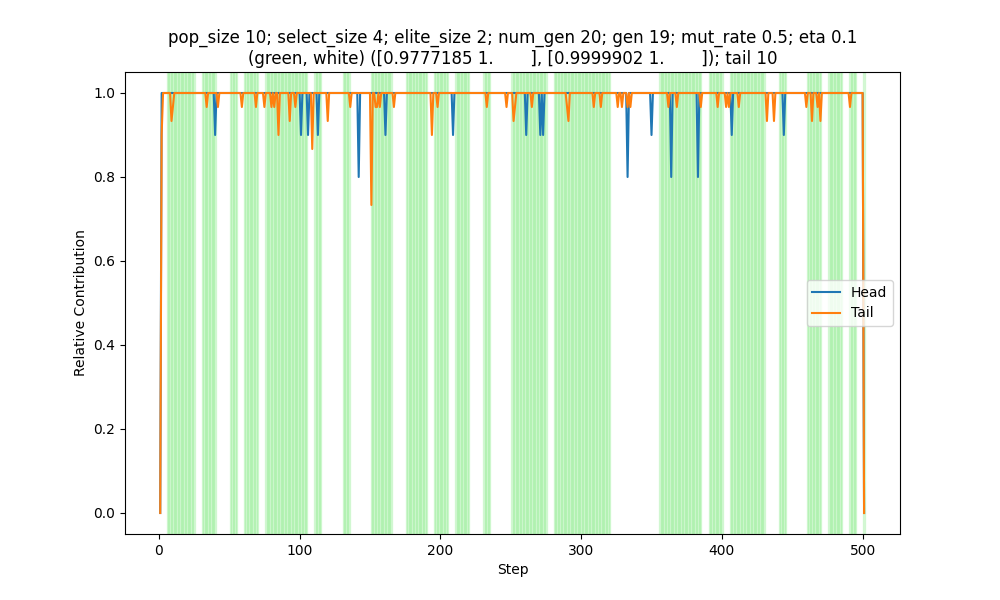 pop_size 10; select_size 4; elite_size 2; num_gen 20; gen 19; mut_rate 0.5; eta 0.1
(green, white) ([0.9777185 1.        ], [0.9999902 1.        ]); tail 10
1.0
0.8
0.6
0.4
0.2
0.0
Relative Contribution
Head
Tail
0
100
200
300
400
500
Step